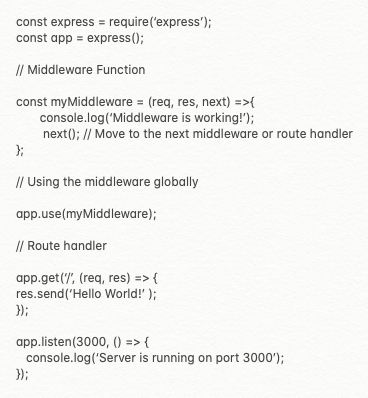 const express = require(‘express’);
const app = express();
// Middleware Function
const myMiddleware = (req, res, next) =>{
console.log(‘Middleware is working!’);
next(); // Move to the next middleware or route handler
};
// Using the middleware globally
app.use(myMiddleware);
// Route handler
app.get(‘/’, (req, res) => {
res.send(‘Hello World!’ );
});
app.listen(3000, () => {
console.log(‘Server is running on port 3000’);
});